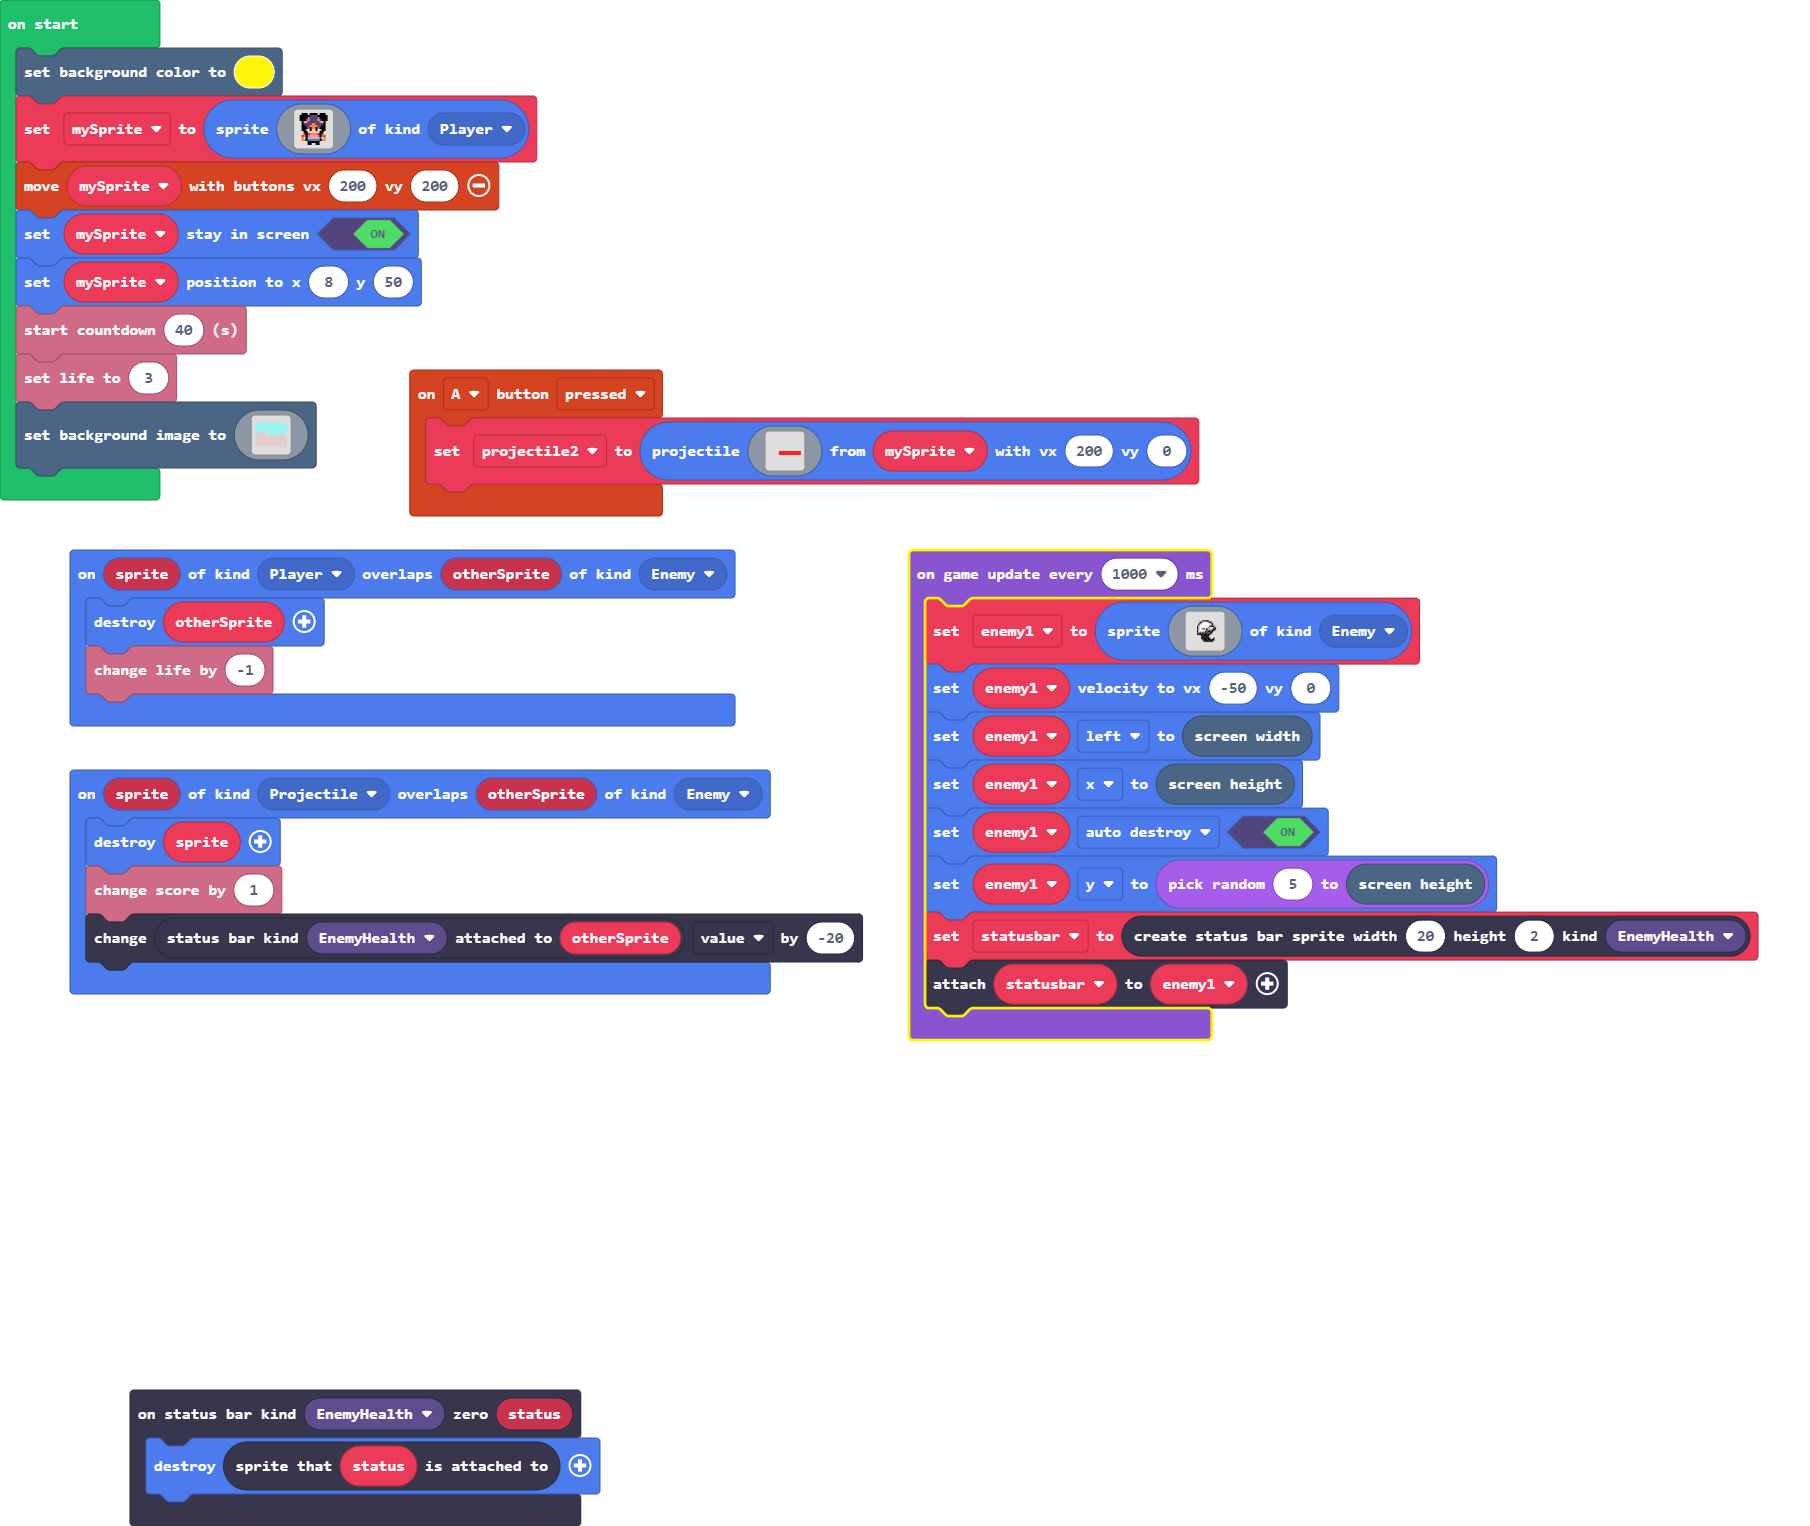 on start
set background color to
set mySprite to sprite of kind Player
move mySprite with buttons vx 200 vy 200
set mySprite stay in screen ON
set mySprite position to x 8 y 50
start countdown 40 (s)
set life to 3
set background image to
on A button pressed
set projectile2 to projectile from mySprite with vx 200 vy 0
on sprite of kind Player overlaps otherSprite of kind Enemy
destroy otherSprite
change life by -1
on sprite of kind Projectile overlaps otherSprite of kind Enemy
destroy sprite
change score by 1
change status bar kind EnemyHealth attached to otherSprite value by -20
on game update every 1000 ms
set enemy1 to sprite of kind Enemy
set enemy1 velocity to vx -50 vy 0
set enemy1 left to screen width
set enemy1 x to screen height
set enemy1 auto destroy ON
set enemy1 y to pick random 5 to screen height
set statusbar to create status bar sprite width 20 height 2 kind EnemyHealth
attach statusbar to enemy1
on status bar kind EnemyHealth zero status
destroy sprite that status is attached to